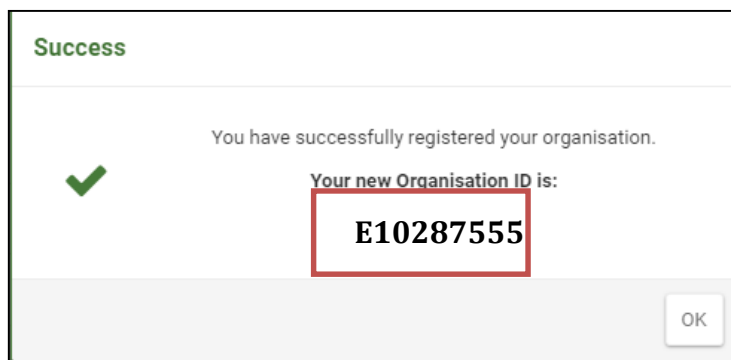 Success
You have successfully registered your organisation.
Your new Organisation ID is:
E10287555
OK